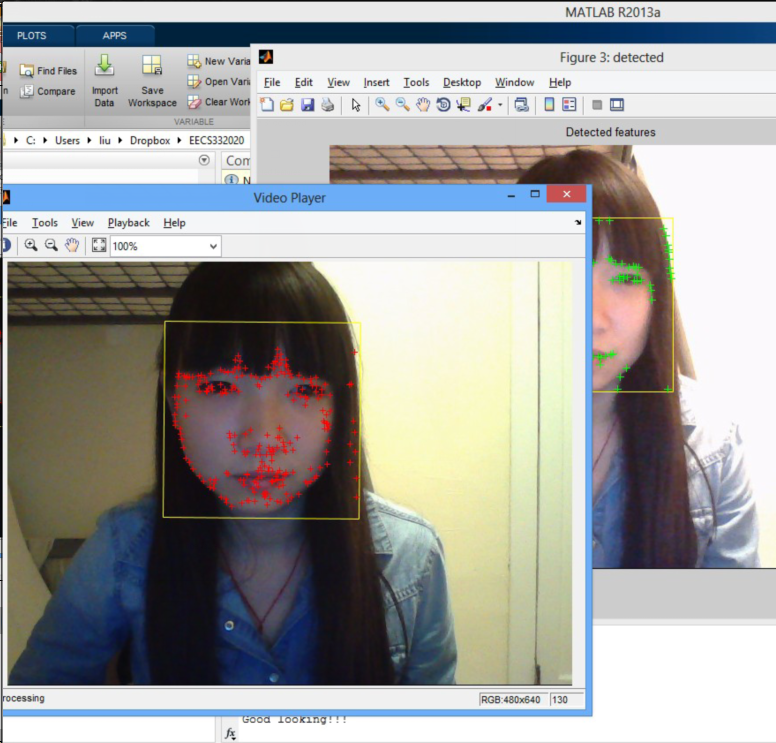 MATLAB R2013a
PLOTS APPS
Figure 3: detected
Find Files
New Varia
Open Varia
Compare
Import Data
Save Workspace
Clear Work
VARIABLE
File Edit View Insert Tools Desktop Window Help
C: Users liu Dropbox EECS332020
Detected features
Com
N
Video Player
File Tools View Playback Help
100%
rocessing
RGB:480x640 130
Good looking!!!
fx